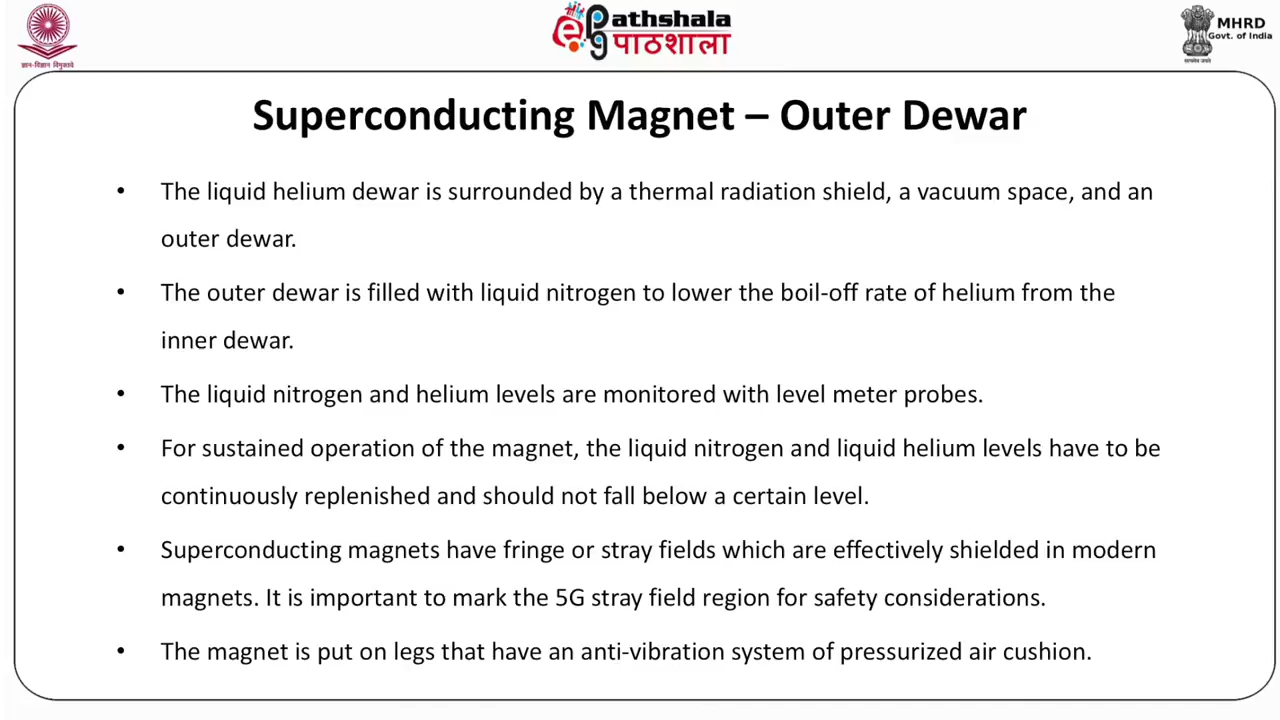 ज्ञान-विज्ञान विमुक्तये
ePathshala
पाठशाला
MHRD
Govt. of India
Superconducting Magnet – Outer Dewar
• The liquid helium dewar is surrounded by a thermal radiation shield, a vacuum space, and an
outer dewar.
• The outer dewar is filled with liquid nitrogen to lower the boil-off rate of helium from the
inner dewar.
• The liquid nitrogen and helium levels are monitored with level meter probes.
• For sustained operation of the magnet, the liquid nitrogen and liquid helium levels have to be
continuously replenished and should not fall below a certain level.
• Superconducting magnets have fringe or stray fields which are effectively shielded in modern
magnets. It is important to mark the 5G stray field region for safety considerations.
• The magnet is put on legs that have an anti-vibration system of pressurized air cushion.